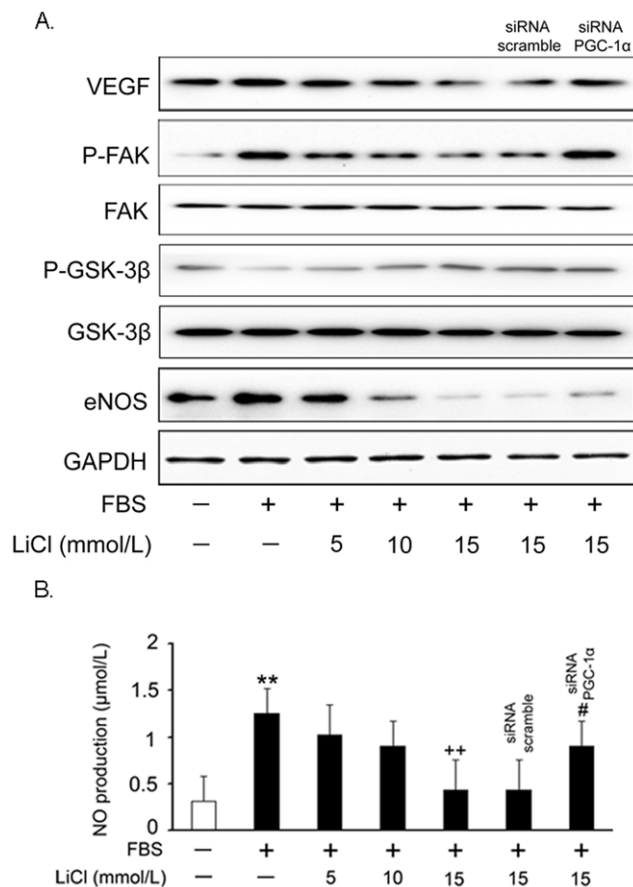 A.
siRNA scramble siRNA PGC-1α
VEGF
P-FAK
FAK
P-GSK-3β
GSK-3β
eNOS
GAPDH
FBS – + + + + + +
LiCl (mmol/L) – – 5 10 15 15 15
B.
NO production (μmol/L)
2
1.5
1
0.5
0
**
++
siRNA scramble
siRNA PGC-1α
#
FBS – + + + + + +
LiCl (mmol/L) – – 5 10 15 15 15